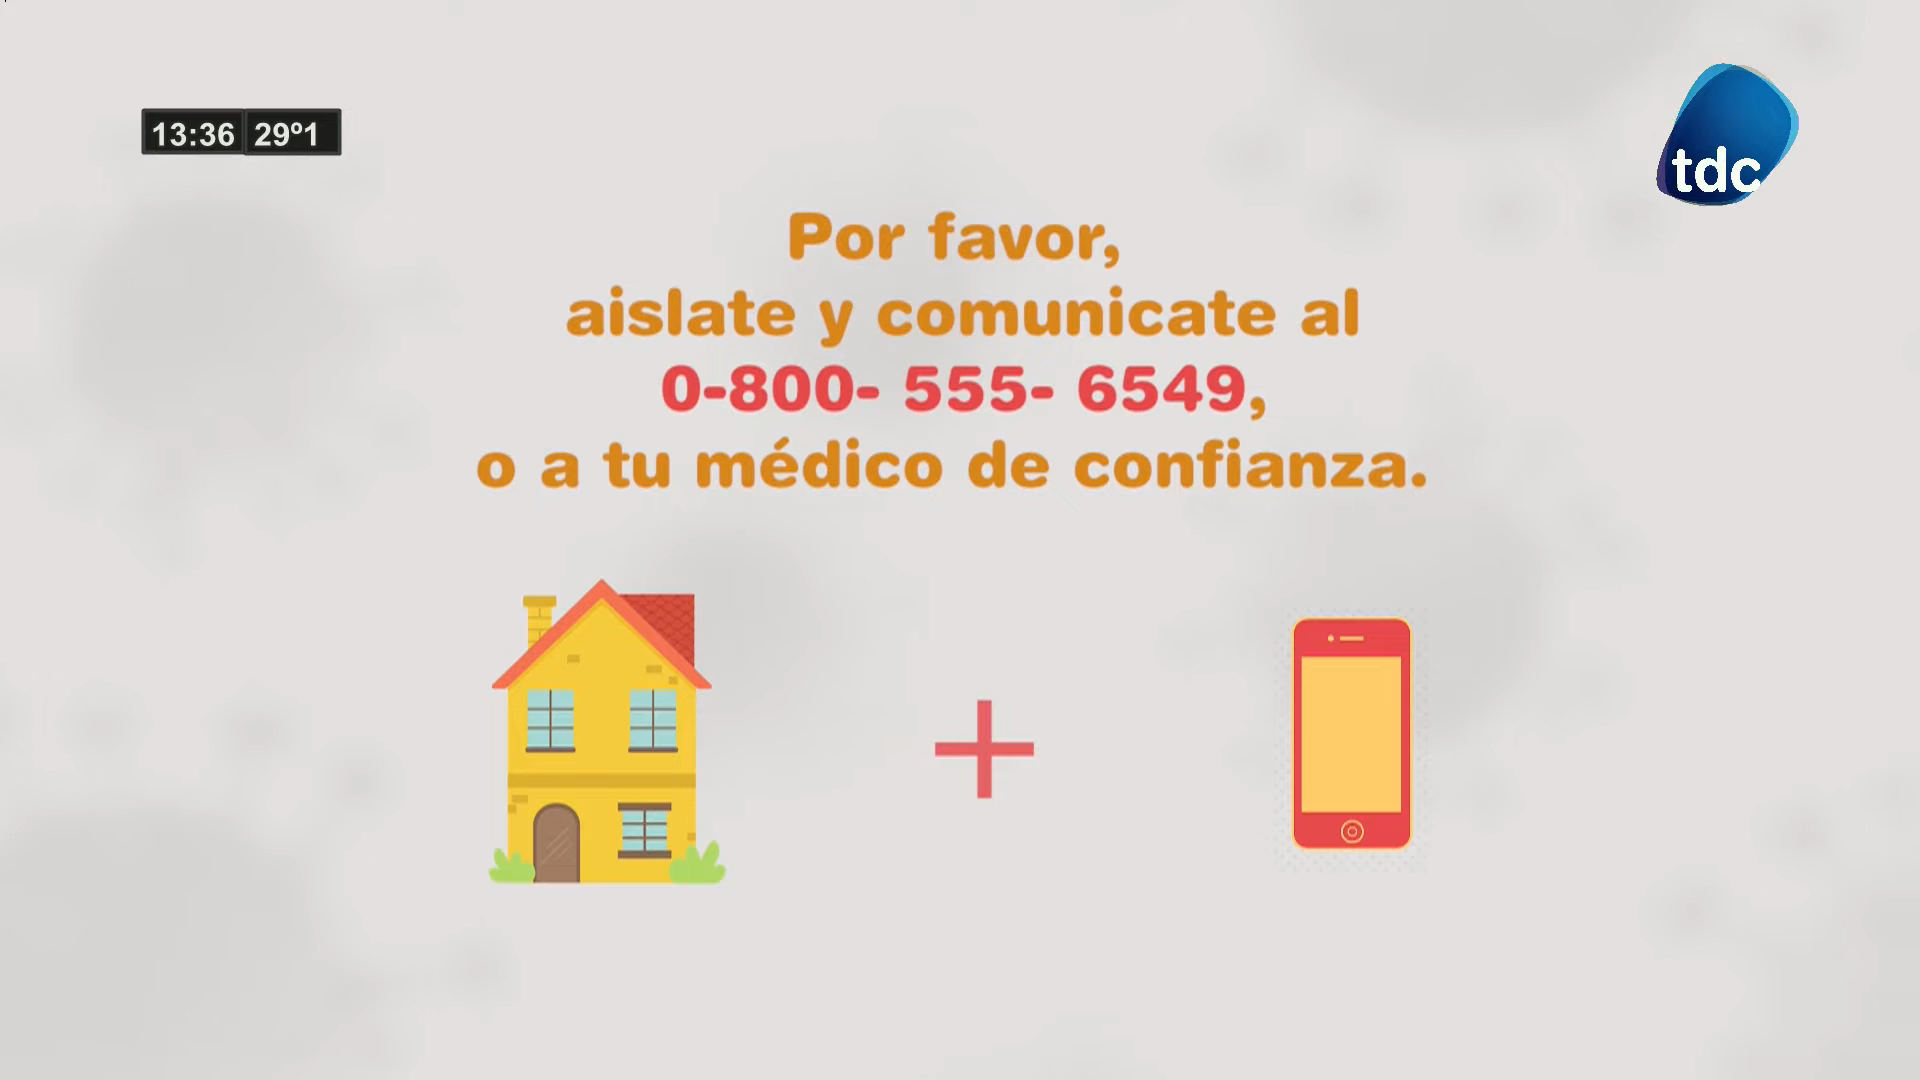 13:36 29º1
tdc
Por favor,
aislate y comunicate al
0-800- 555- 6549,
o a tu médico de confianza.